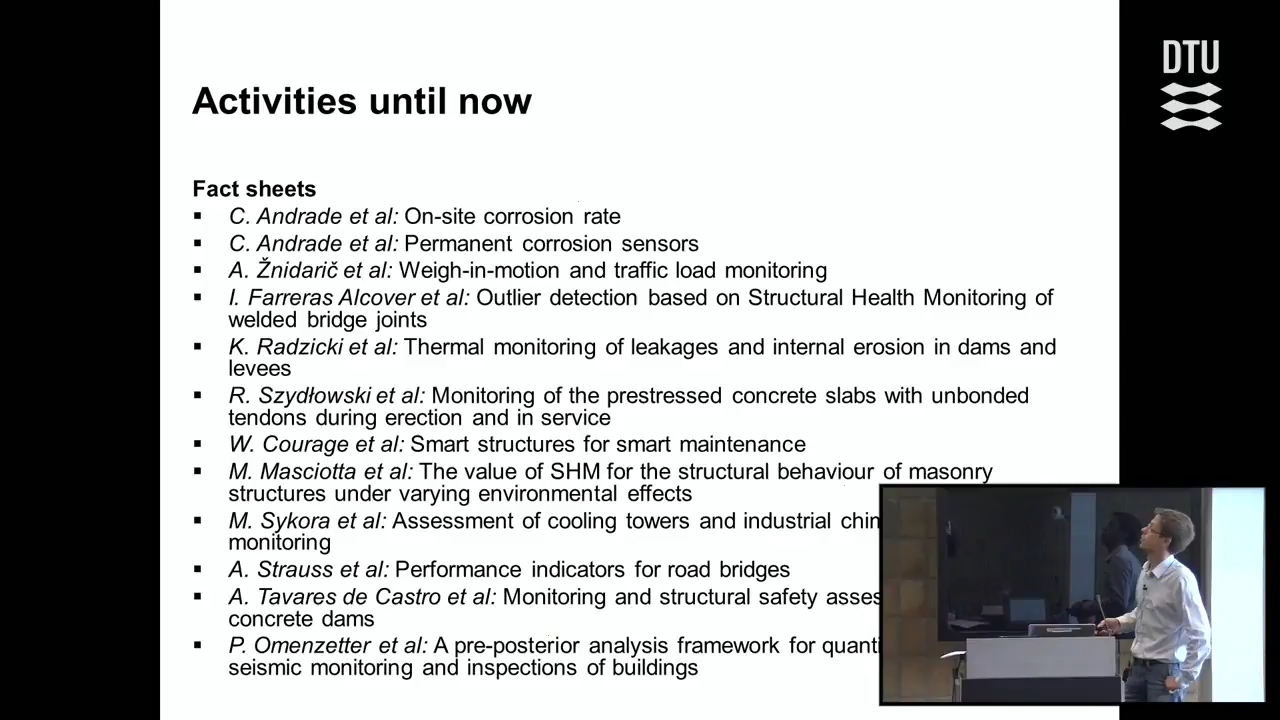 DTU
Activities until now
Fact sheets
▪ C. Andrade et al: On-site corrosion rate
▪ C. Andrade et al: Permanent corrosion sensors
▪ A. Žnidarič et al: Weigh-in-motion and traffic load monitoring
▪ I. Farreras Alcover et al: Outlier detection based on Structural Health Monitoring of
welded bridge joints
▪ K. Radzicki et al: Thermal monitoring of leakages and internal erosion in dams and
levees
▪ R. Szydłowski et al: Monitoring of the prestressed concrete slabs with unbonded
tendons during erection and in service
▪ W. Courage et al: Smart structures for smart maintenance
▪ M. Masciotta et al: The value of SHM for the structural behaviour of masonry
structures under varying environmental effects
▪ M. Sykora et al: Assessment of cooling towers and industrial
monitoring
▪ A. Strauss et al: Performance indicators for road bridges
▪ A. Tavares de Castro et al: Monitoring and structural safety
concrete dams
▪ P. Omenzetter et al: A pre-posterior analysis framework for
seismic monitoring and inspections of buildings